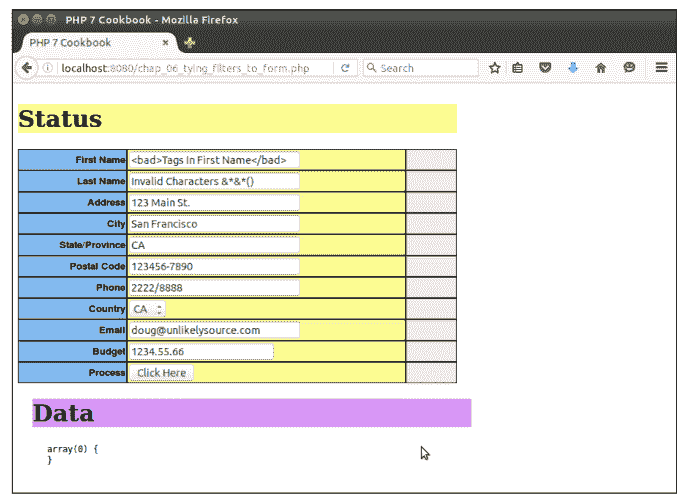 PHP 7 Cookbook - Mozilla Firefox
PHP 7 Cookbook
localhost:8080/chap_06_tying_filters_to_form.php Search
Status
First Name <bad>Tags In First Name</bad>
Last Name Invalid Characters &*&*()
Address 123 Main St.
City San Francisco
State/Province CA
Postal Code 123456-7890
Phone 2222/8888
Country CA
Email doug@unlikelysource.com
Budget 1234.55.66
Process Click Here
Data
array(0) {
}